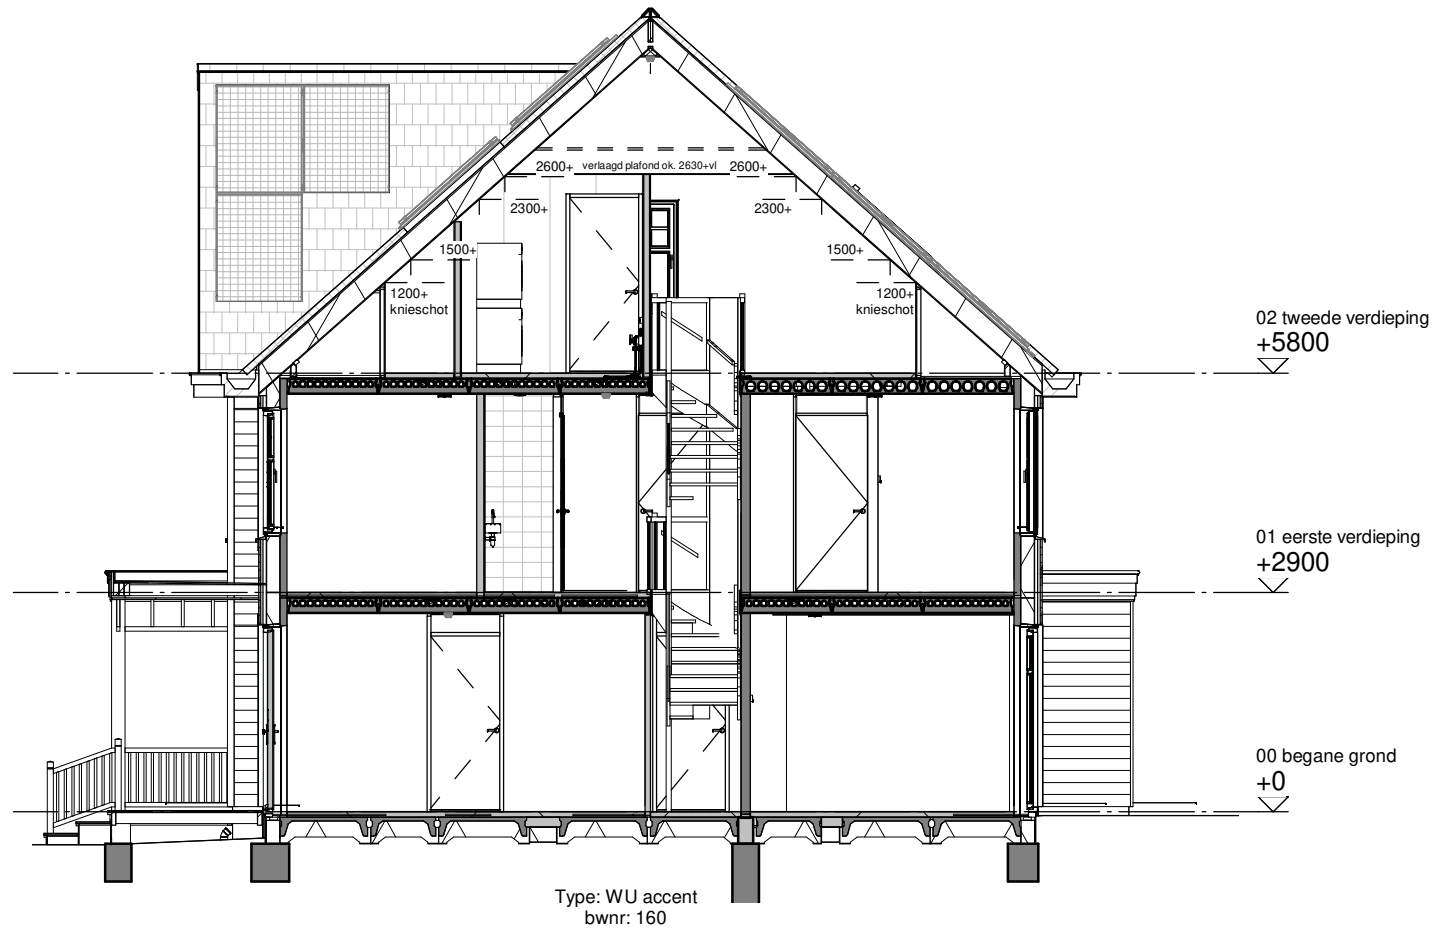 2600+ verlaagd plafond ok. 2630+vl 2600+
2300+ 2300+
1500+ 1500+
1200+ 1200+
knieschot knieschot
02 tweede verdieping
+5800
01 eerste verdieping
+2900
00 begane grond
+0
Type: WU accent
bwnr: 160